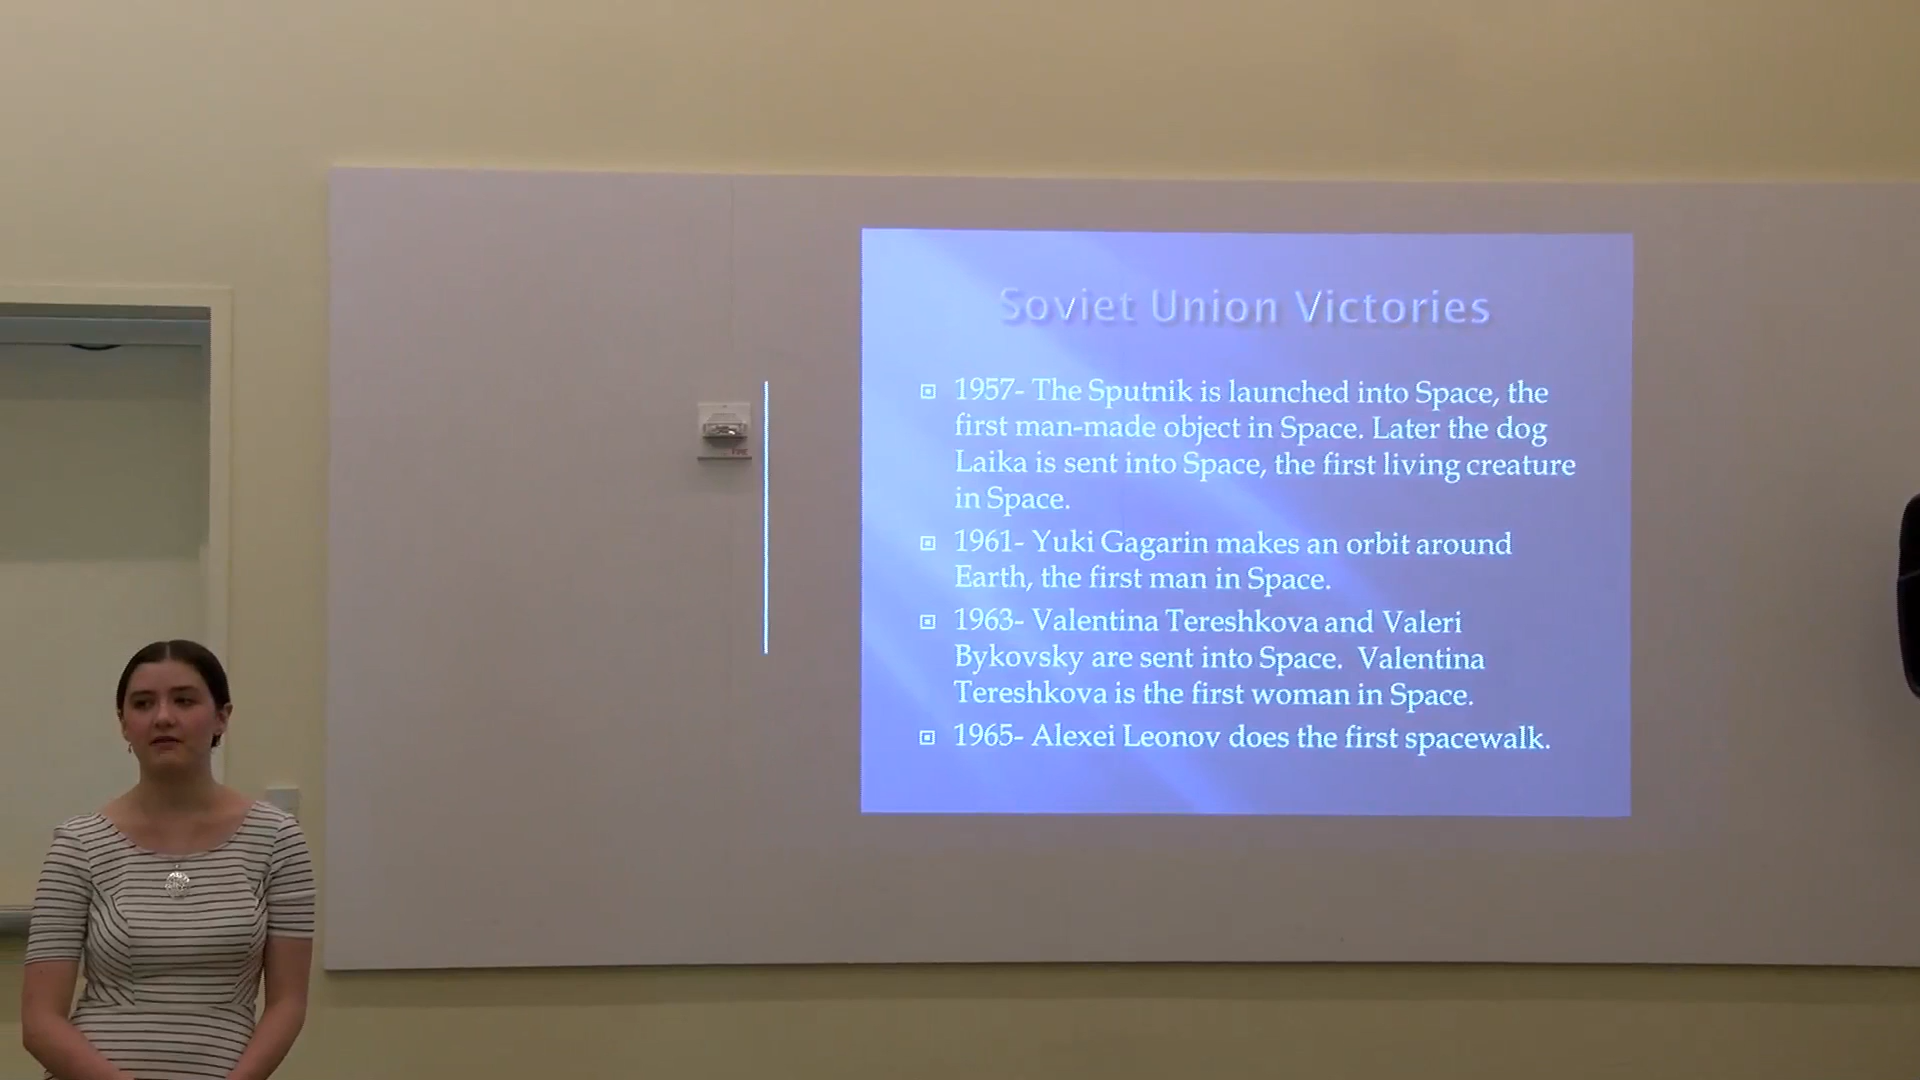 Soviet Union Victories
1957- The Sputnik is launched into Space, the
first man-made object in Space. Later the dog
Laika is sent into Space, the first living creature
in Space.
1961- Yuki Gagarin makes an orbit around
Earth, the first man in Space.
1963- Valentina Tereshkova and Valeri
Bykovsky are sent into Space. Valentina
Tereshkova is the first woman in Space.
1965- Alexei Leonov does the first spacewalk.
FIRE